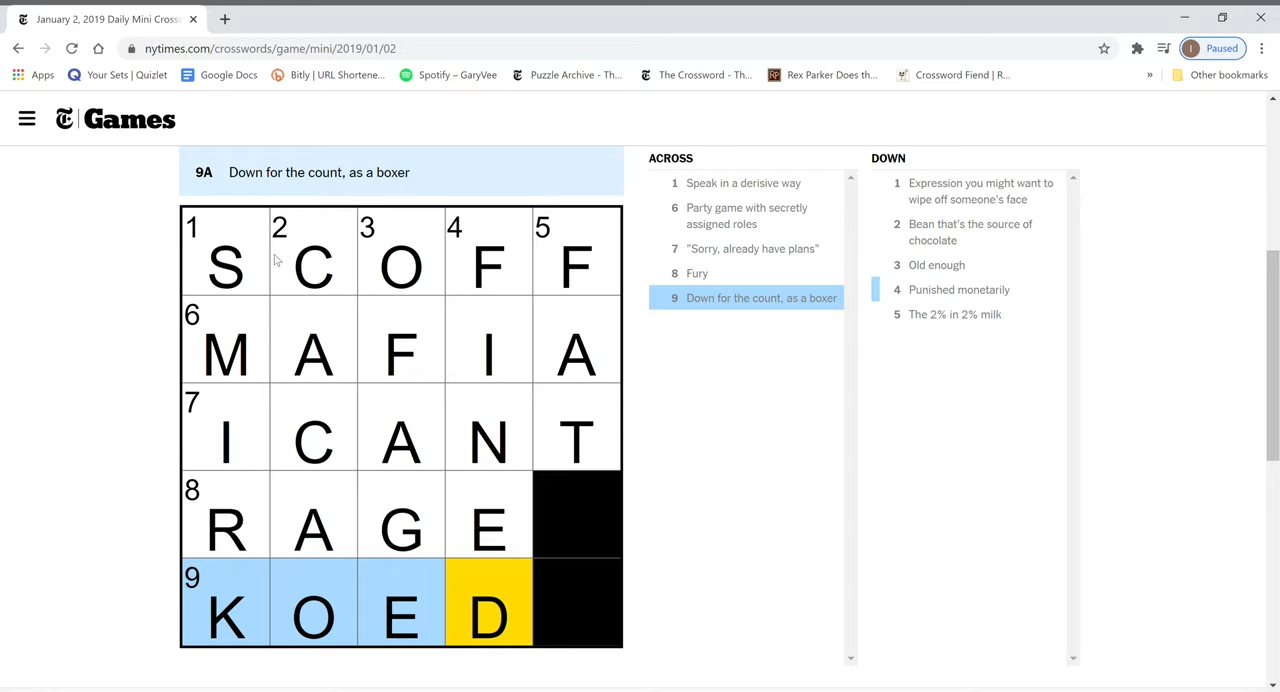 January 2, 2019 Daily Mini Crossw
nytimes.com/crosswords/game/mini/2019/01/02
I Paused
Apps Your Sets | Quizlet Google Docs Bitly | URL Shortene... Spotify – GaryVee Puzzle Archive - Th... The Crossword - Th... RP Rex Parker Does th... Crossword Fiend | R... » Other bookmarks
T Games
9A Down for the count, as a boxer
1 2 3 4 5
S C O F F
6
M A F I A
7
I C A N T
8
R A G E
9
K O E D
ACROSS
1 Speak in a derisive way
6 Party game with secretly
assigned roles
7 "Sorry, already have plans"
8 Fury
9 Down for the count, as a boxer
DOWN
1 Expression you might want to
wipe off someone's face
2 Bean that's the source of
chocolate
3 Old enough
4 Punished monetarily
5 The 2% in 2% milk